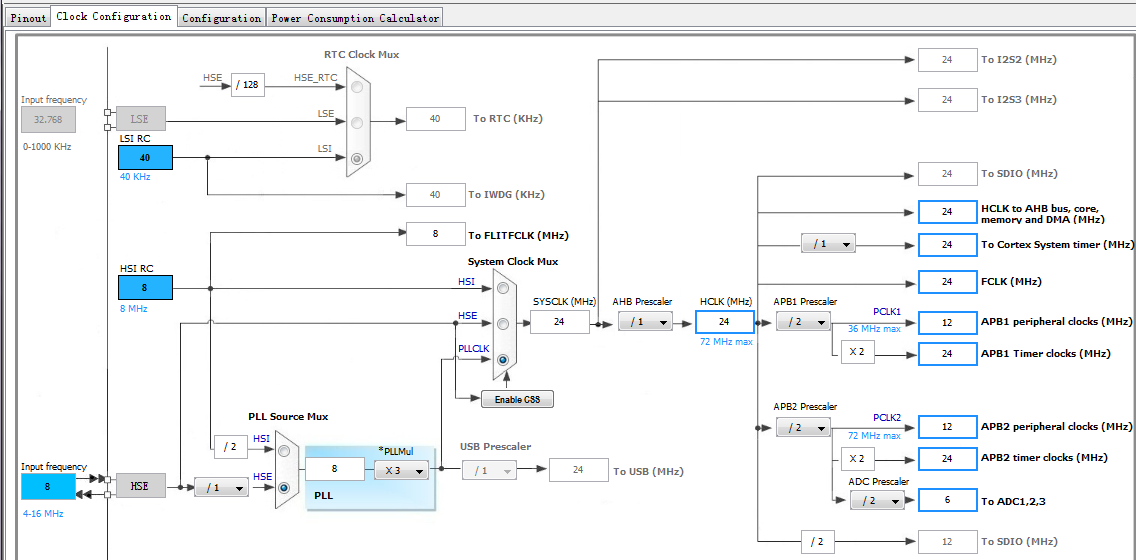 Pinout
Clock Configuration
Configuration
Power Consumption Calculator
RTC Clock Mux
HSE
/ 128
HSE_RTC
24
To I2S2 (MHz)
24
To I2S3 (MHz)
Input frequency
32.768
0-1000 KHz
LSE
LSE
40
To RTC (KHz)
LSI RC
40
40 KHz
LSI
40
To IWDG (KHz)
24
To SDIO (MHz)
24
HCLK to AHB bus, core,
memory and DMA (MHz)
8
To FLITFCLK (MHz)
/ 1
24
To Cortex System timer (MHz)
System Clock Mux
HSI RC
8
8 MHz
HSI
24
FCLK (MHz)
SYSCLK (MHz)
AHB Prescaler
HCLK (MHz)
APB1 Prescaler
HSE
24
/ 1
24
72 MHz max
/ 2
PCLK1
36 MHz max
12
APB1 peripheral clocks (MHz)
PLLCLK
X 2
24
APB1 Timer clocks (MHz)
Enable CSS
PLL Source Mux
APB2 Prescaler
/ 2
PCLK2
72 MHz max
12
APB2 peripheral clocks (MHz)
/ 2
HSI
*PLLMul
USB Prescaler
X 2
24
APB2 timer clocks (MHz)
Input frequency
8
4-16 MHz
HSE
/ 1
HSE
8
X 3
PLL
/ 1
24
To USB (MHz)
ADC Prescaler
/ 2
6
To ADC1,2,3
/ 2
12
To SDIO (MHz)